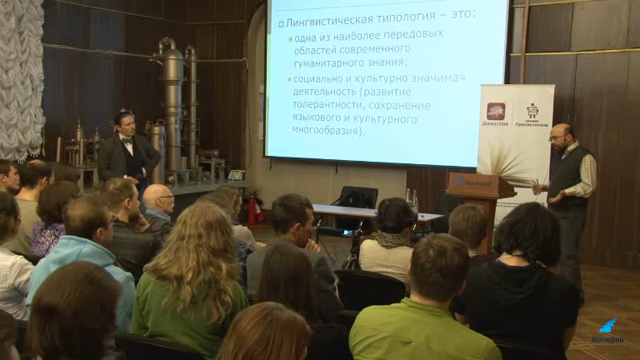 Лингвистическая типология – это:
одна из наиболее передовых
областей современного
гуманитарного знания;
социально и культурно значимая
деятельность (развитие
толерантности, сохранение
языкового и культурного
многообразия).
Династия
Просветитель